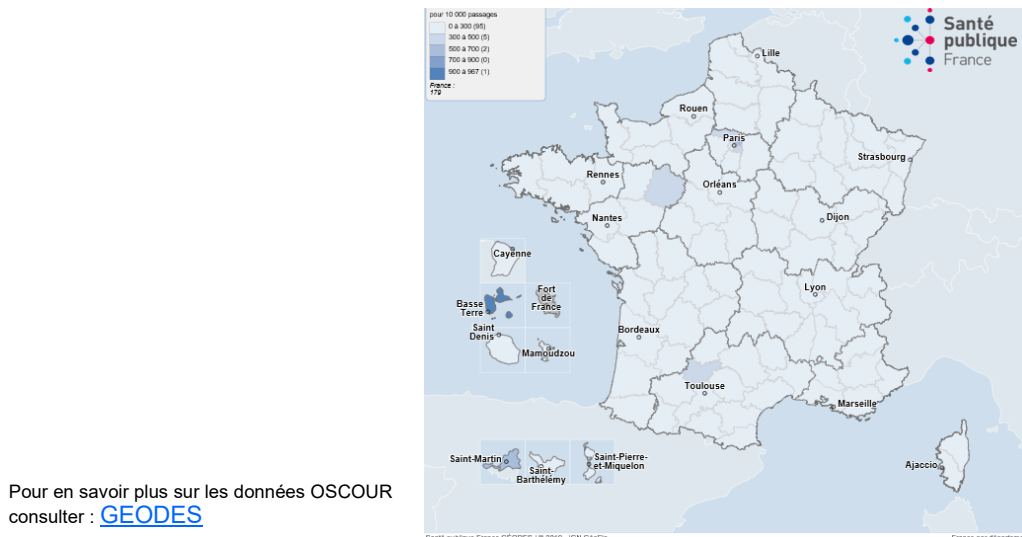 pour 10 000 passages
0 à 300 (95)
300 à 500 (5)
500 à 700 (2)
700 à 900 (0)
900 à 967 (1)
France :
179
Santé
publique
France
Lille
Rouen
Paris
Strasbourg
Rennes
Orléans
Nantes
Dijon
Cayenne
Lyon
Basse
Terre
Fort
de
France
Saint
Denis
Mamoudzou
Bordeaux
Toulouse
Marseille
Saint-Martin
Saint-
Barthélémy
Saint-Pierre-
et-Miquelon
Ajaccio
Pour en savoir plus sur les données OSCOUR
consulter : GEODES